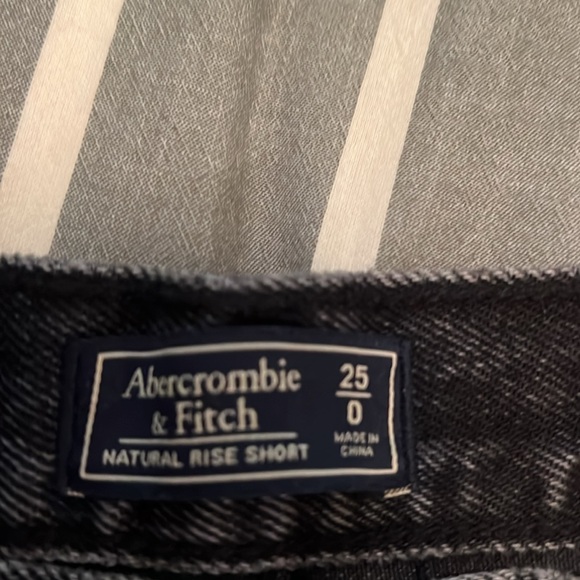 Abercrombie
& Fitch
NATURAL RISE SHORT
25
0
MADE IN
CHINA